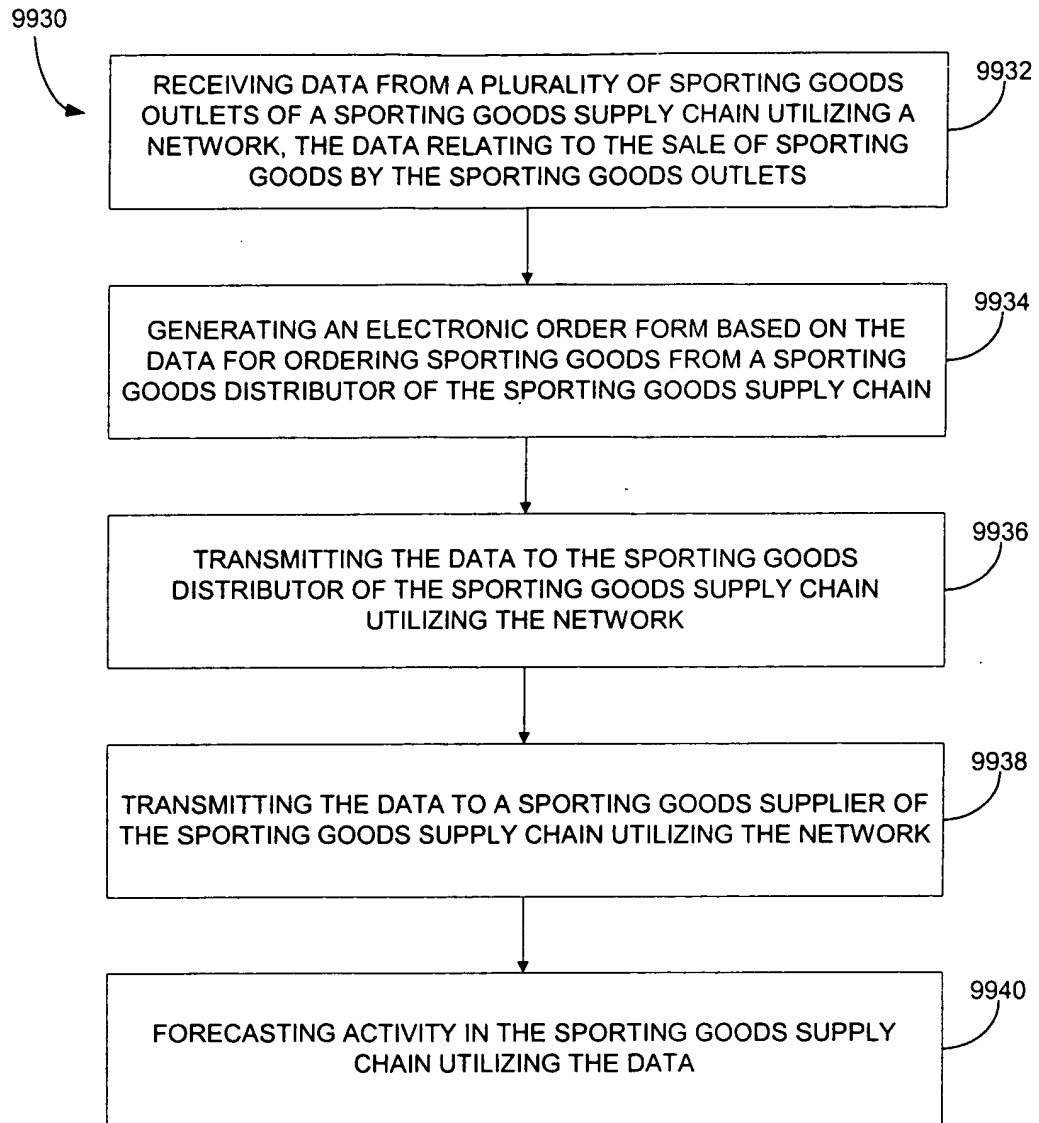 9930
RECEIVING DATA FROM A PLURALITY OF SPORTING GOODS
OUTLETS OF A SPORTING GOODS SUPPLY CHAIN UTILIZING A
NETWORK, THE DATA RELATING TO THE SALE OF SPORTING
GOODS BY THE SPORTING GOODS OUTLETS
9932
GENERATING AN ELECTRONIC ORDER FORM BASED ON THE
DATA FOR ORDERING SPORTING GOODS FROM A SPORTING
GOODS DISTRIBUTOR OF THE SPORTING GOODS SUPPLY CHAIN
9934
TRANSMITTING THE DATA TO THE SPORTING GOODS
DISTRIBUTOR OF THE SPORTING GOODS SUPPLY CHAIN
UTILIZING THE NETWORK
9936
TRANSMITTING THE DATA TO A SPORTING GOODS SUPPLIER OF
THE SPORTING GOODS SUPPLY CHAIN UTILIZING THE NETWORK
9938
FORECASTING ACTIVITY IN THE SPORTING GOODS SUPPLY
CHAIN UTILIZING THE DATA
9940